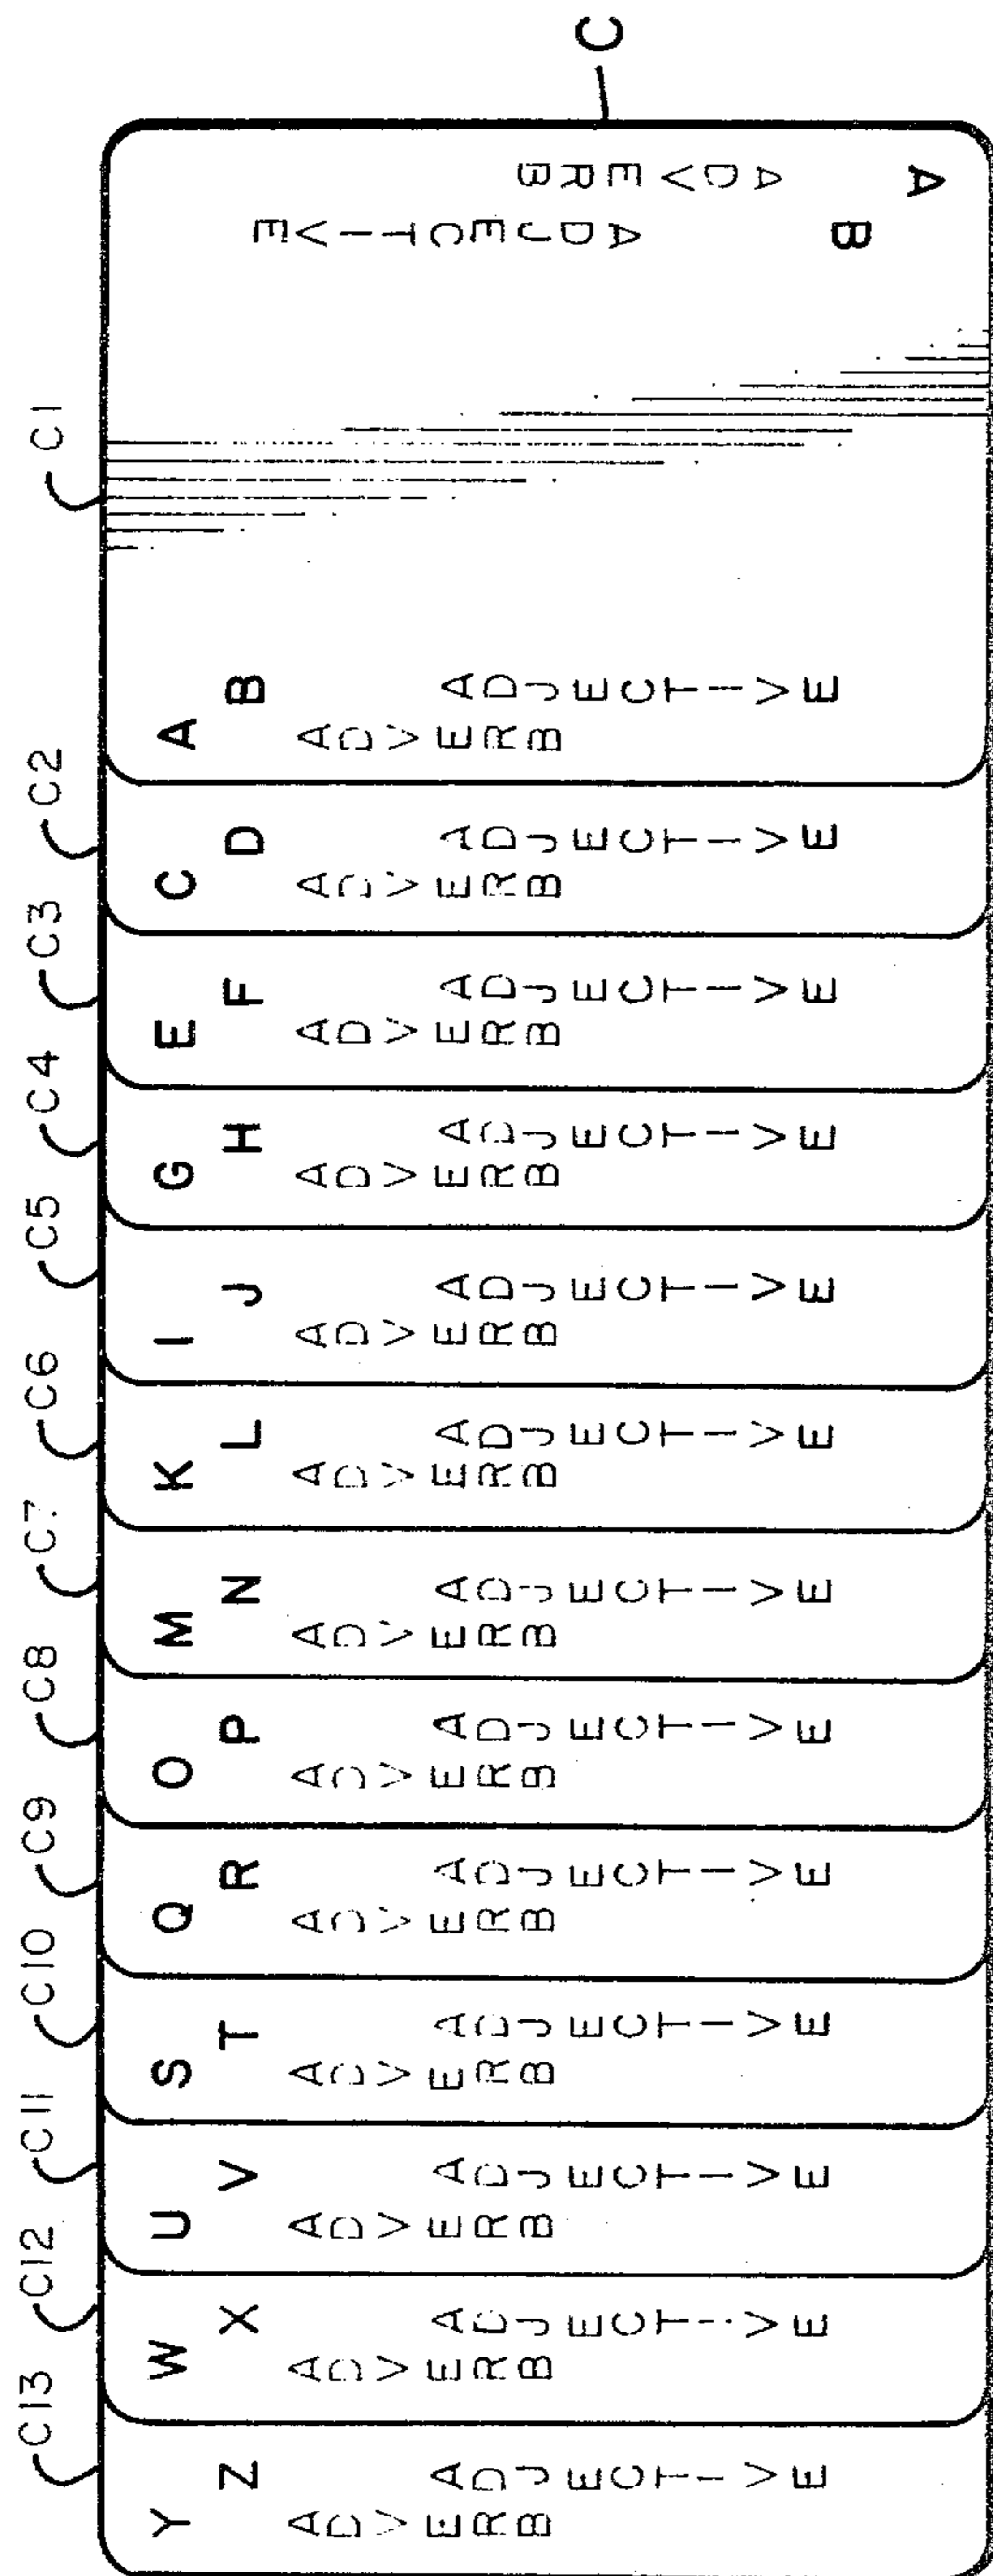 C13 C12 C11 C10 C9 C8 C7 C6 C5 C4 C3 C2 C1
C
Y ADVERB
Z ADJECTIVE
W ADVERB
X ADJECTIVE
U ADVERB
V ADJECTIVE
S ADVERB
T ADJECTIVE
Q ADVERB
R ADJECTIVE
O ADVERB
P ADJECTIVE
M ADVERB
N ADJECTIVE
K ADVERB
L ADJECTIVE
I ADVERB
J ADJECTIVE
G ADVERB
H ADJECTIVE
E ADVERB
F ADJECTIVE
C ADVERB
D ADJECTIVE
A ADVERB
B ADJECTIVE
A ADVERB
B ADJECTIVE